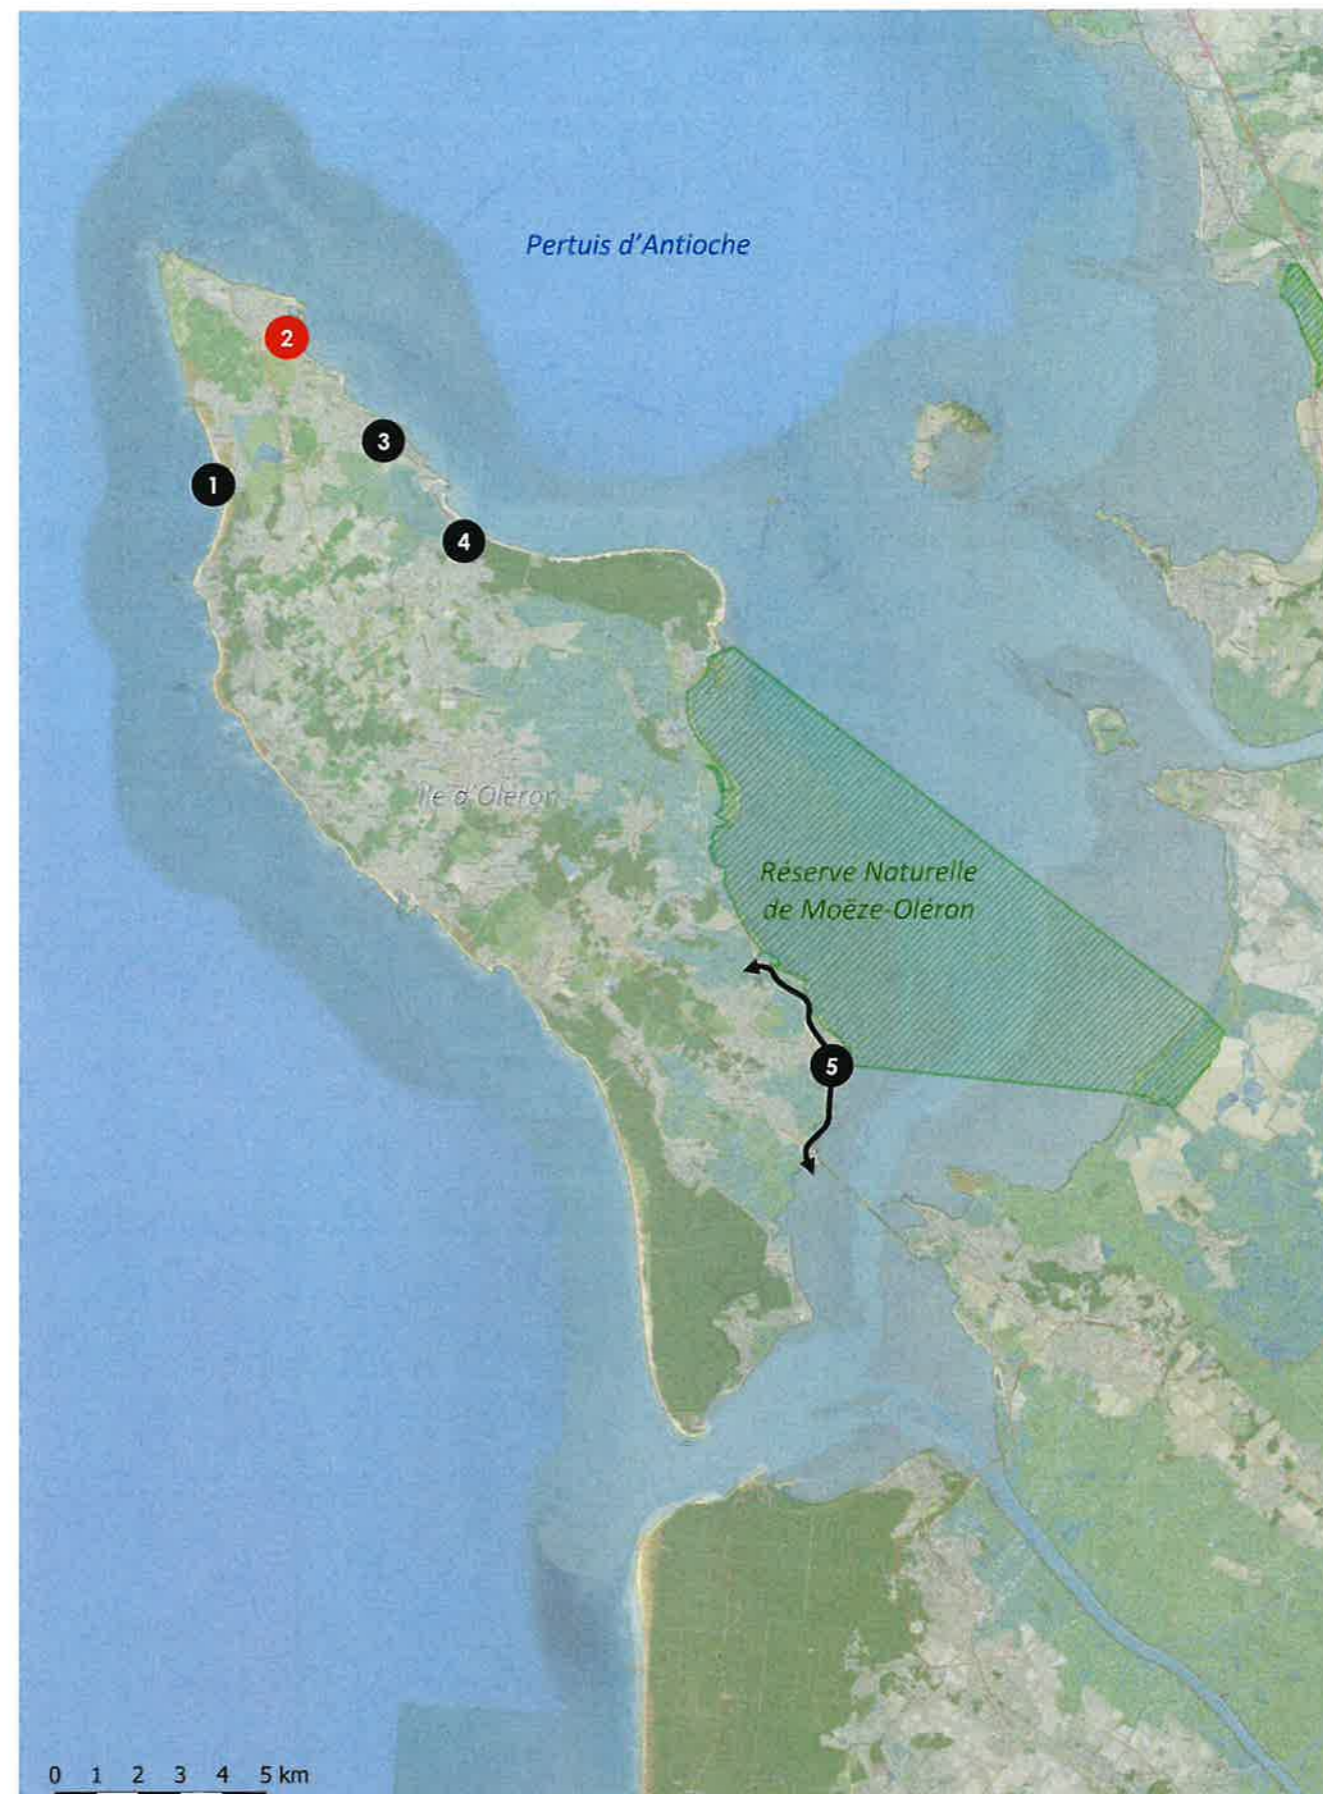 Pertuis d'Antioche
2
3
1
4
Ile d'Oléron
Réserve Naturelle
de Moëze-Oléron
5
0 1 2 3 4 5 km